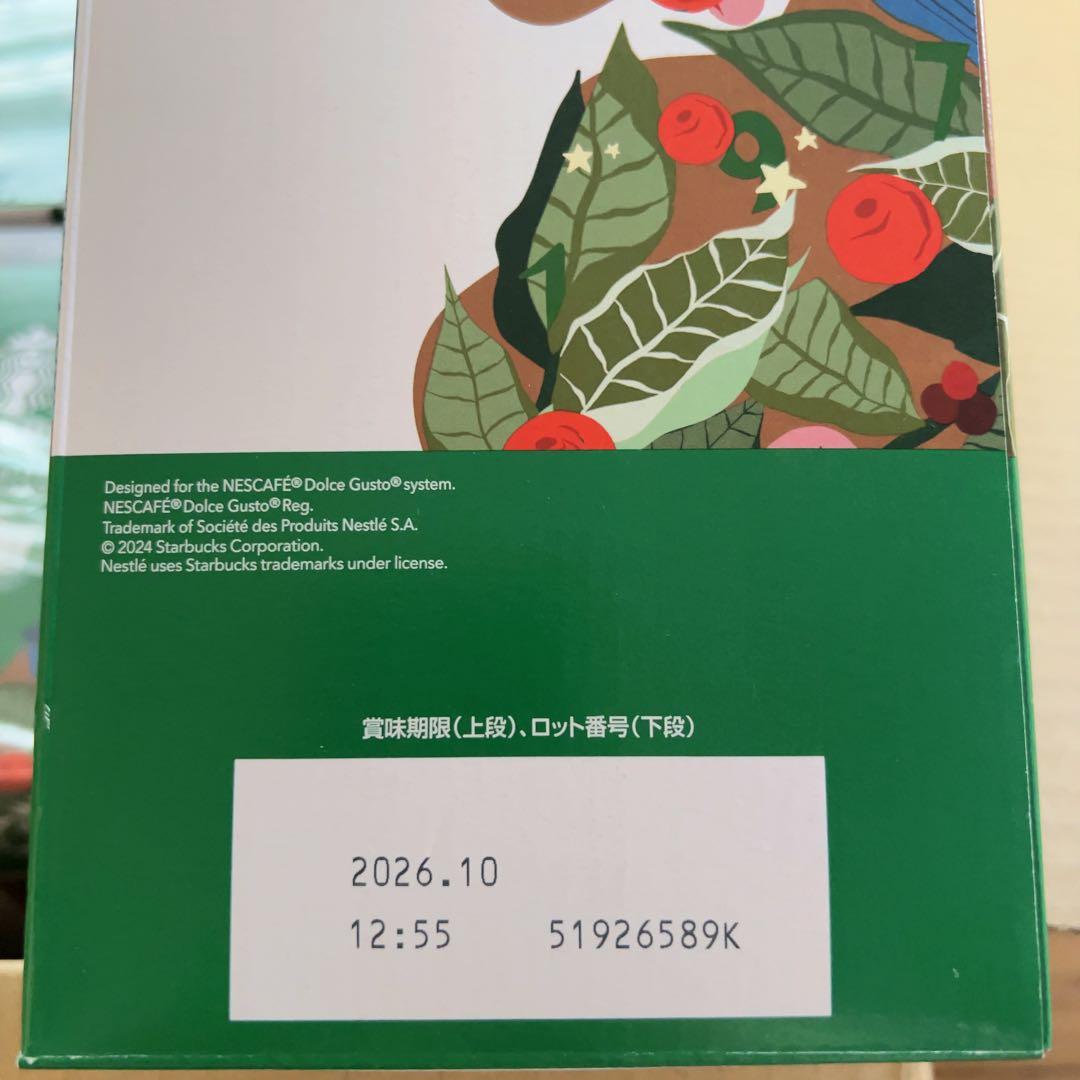 Designed for the NESCAFÉ® Dolce Gusto® system.
NESCAFÉ® Dolce Gusto® Reg.
Trademark of Société des Produits Nestlé S.A.
© 2024 Starbucks Corporation.
Nestlé uses Starbucks trademarks under license.
賞味期限(上段)、ロット番号(下段)
2026.10
12:55 51926589K